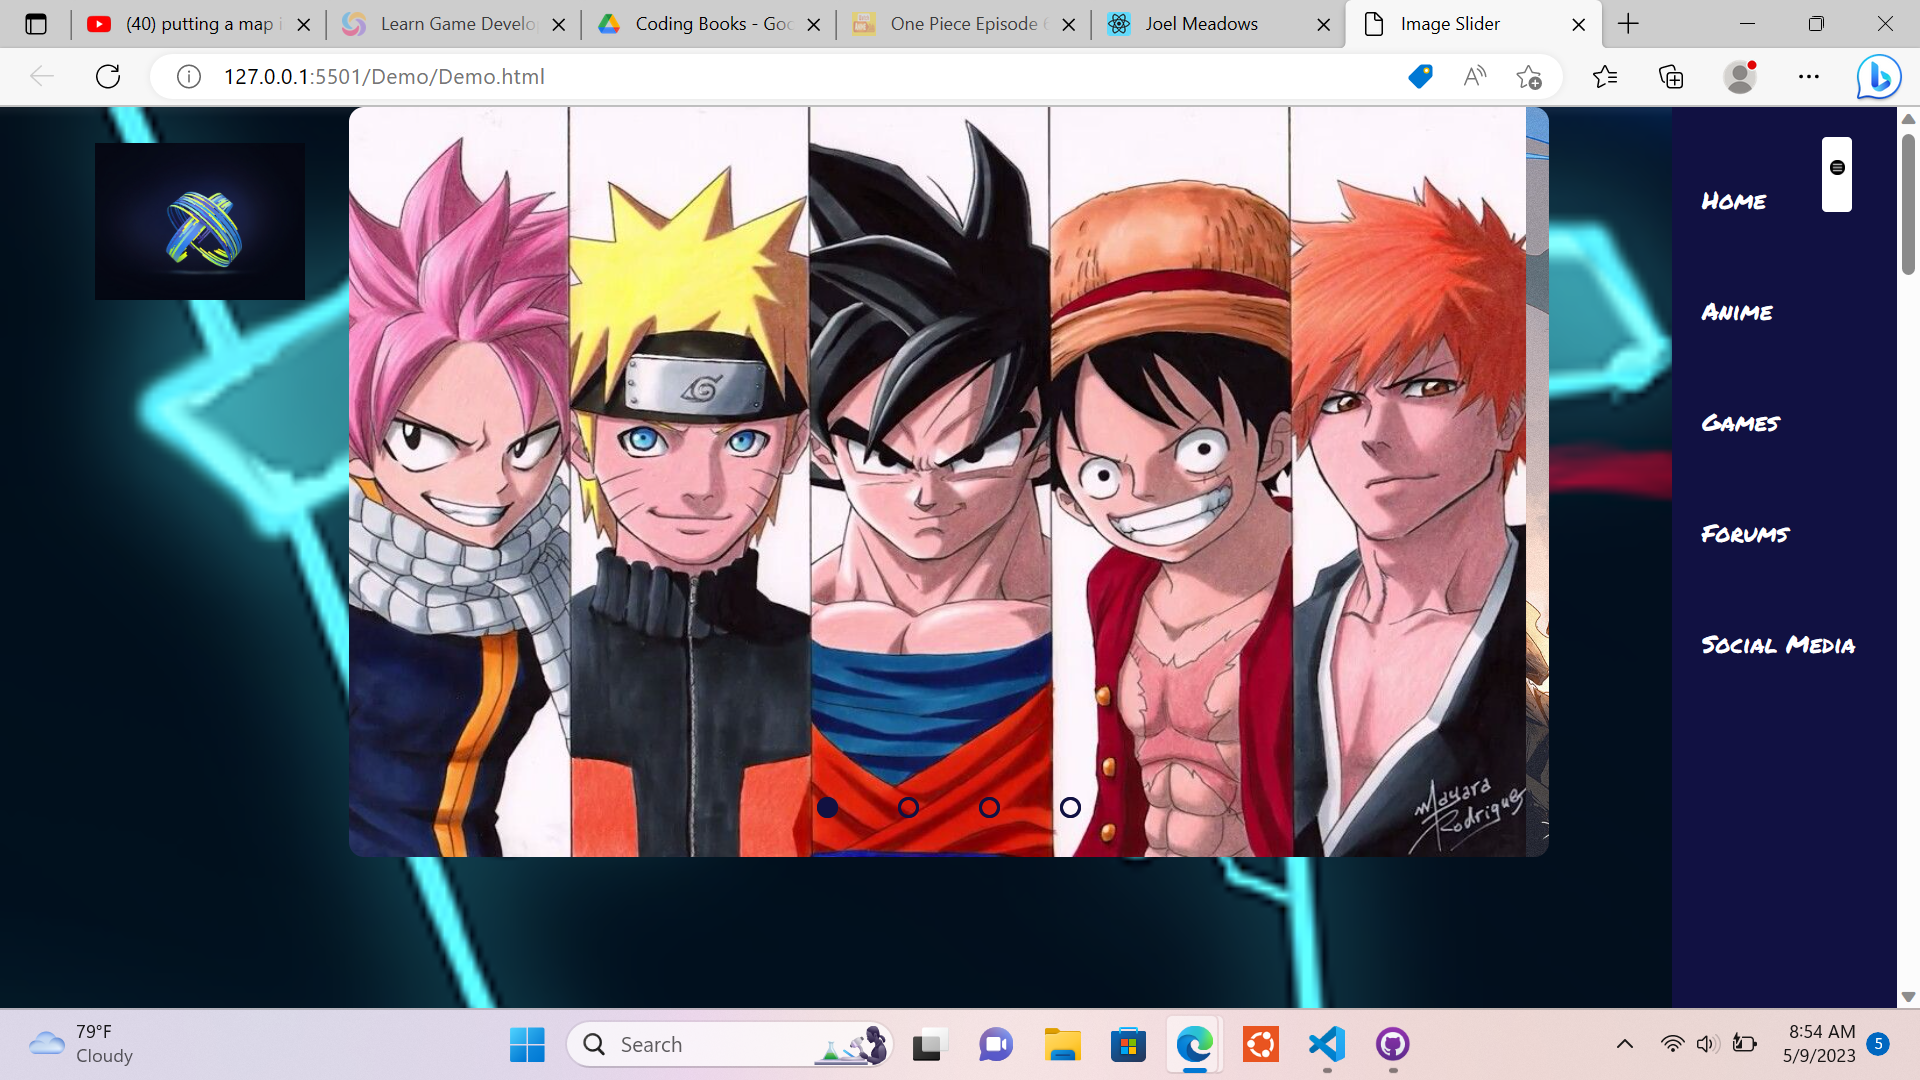 (40) putting a map i
Learn Game Develo
Coding Books - Goo
One Piece Episode 6
Joel Meadows
Image Slider
127.0.0.1:5501/Demo/Demo.html
Home
Anime
Games
Forums
Social Media
Mayara
Rodrigues
79°F
Cloudy
Search
8:54 AM
5/9/2023
5